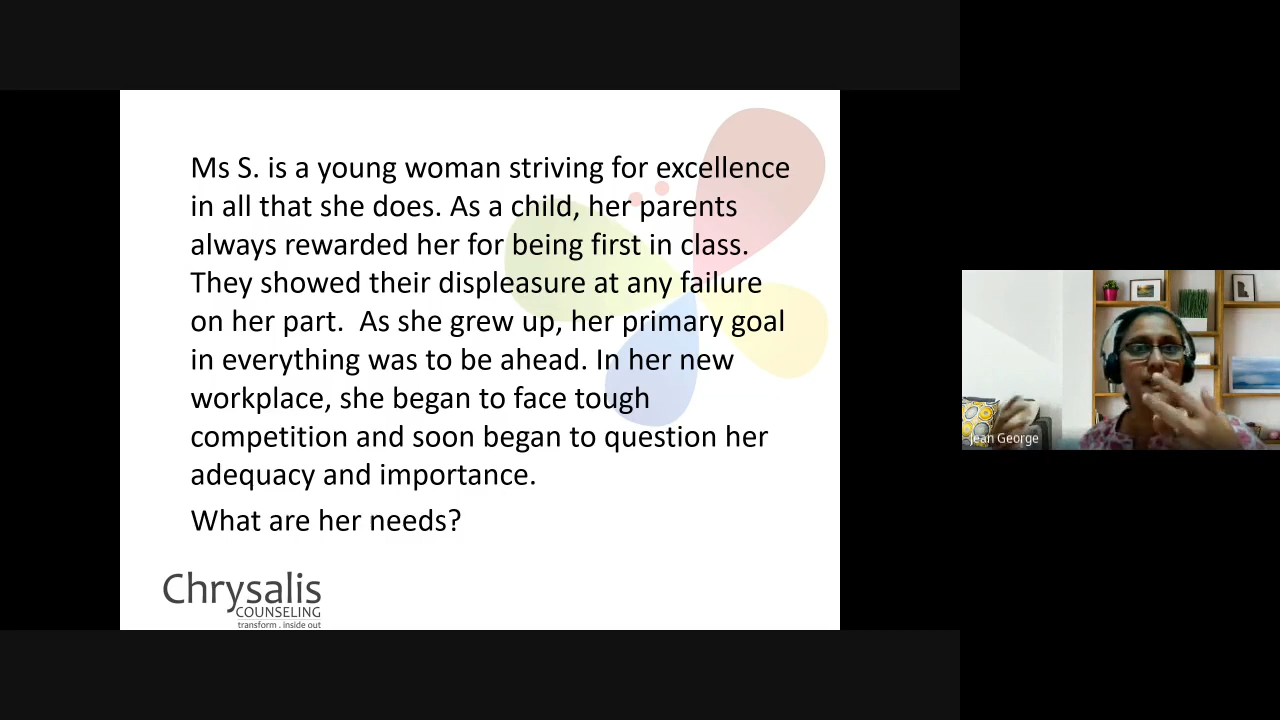 Ms S. is a young woman striving for excellence
in all that she does. As a child, her parents
always rewarded her for being first in class.
They showed their displeasure at any failure
on her part.  As she grew up, her primary goal
in everything was to be ahead. In her new
workplace, she began to face tough
competition and soon began to question her
adequacy and importance.
What are her needs?
Chrysalis
COUNSELING
transform . inside out
Jean George